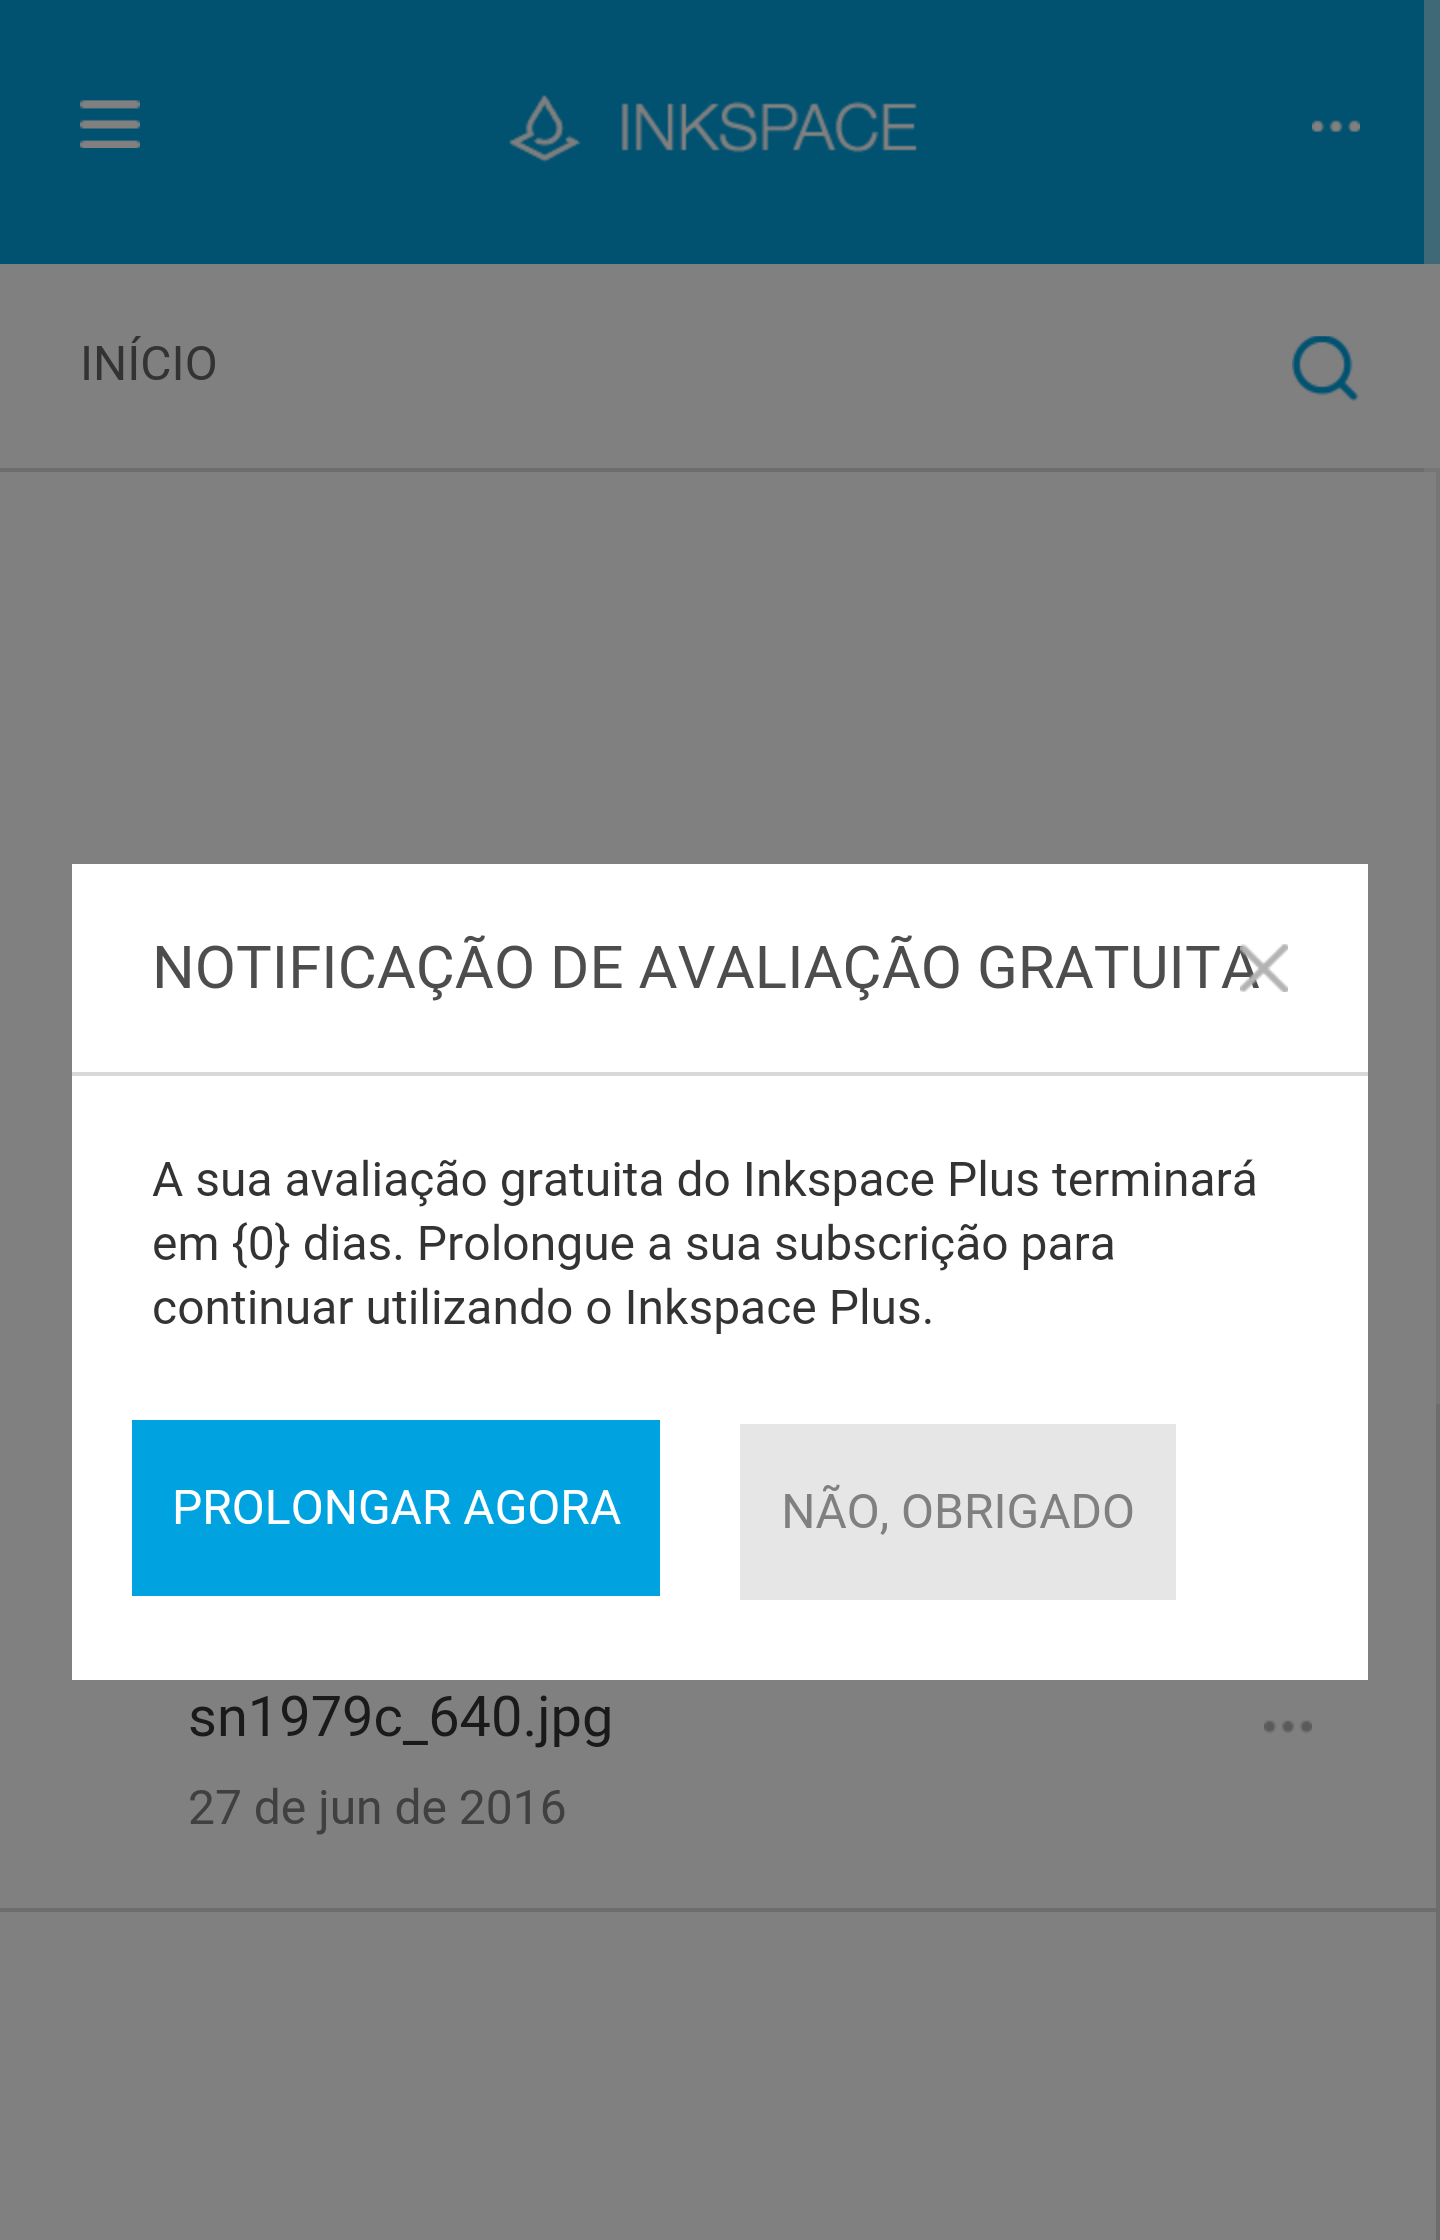 INKSPACE
INÍCIO
NOTIFICAÇÃO DE AVALIAÇÃO GRATUITA
A sua avaliação gratuita do Inkspace Plus terminará
em {0} dias. Prolongue a sua subscrição para
continuar utilizando o Inkspace Plus.
PROLONGAR AGORA
NÃO, OBRIGADO
sn1979c_640.jpg
27 de jun de 2016